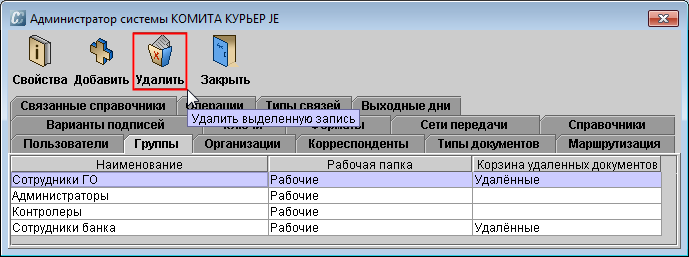 Администратор системы КОМИТА КУРЬЕР JE
Свойства Добавить Удалить Закрыть
Связанные справочники Операции Типы связей Выходные дни
Удалить выделенную запись
Варианты подписей Ключи Форматы Сети передачи Справочники
Пользователи Группы Организации Корреспонденты Типы документов Маршрутизация
Наименование Рабочая папка Корзина удаленных документов
Сотрудники ГО Рабочие Удалённые
Администраторы Рабочие
Контролеры Рабочие
Сотрудники банка Рабочие Удалённые